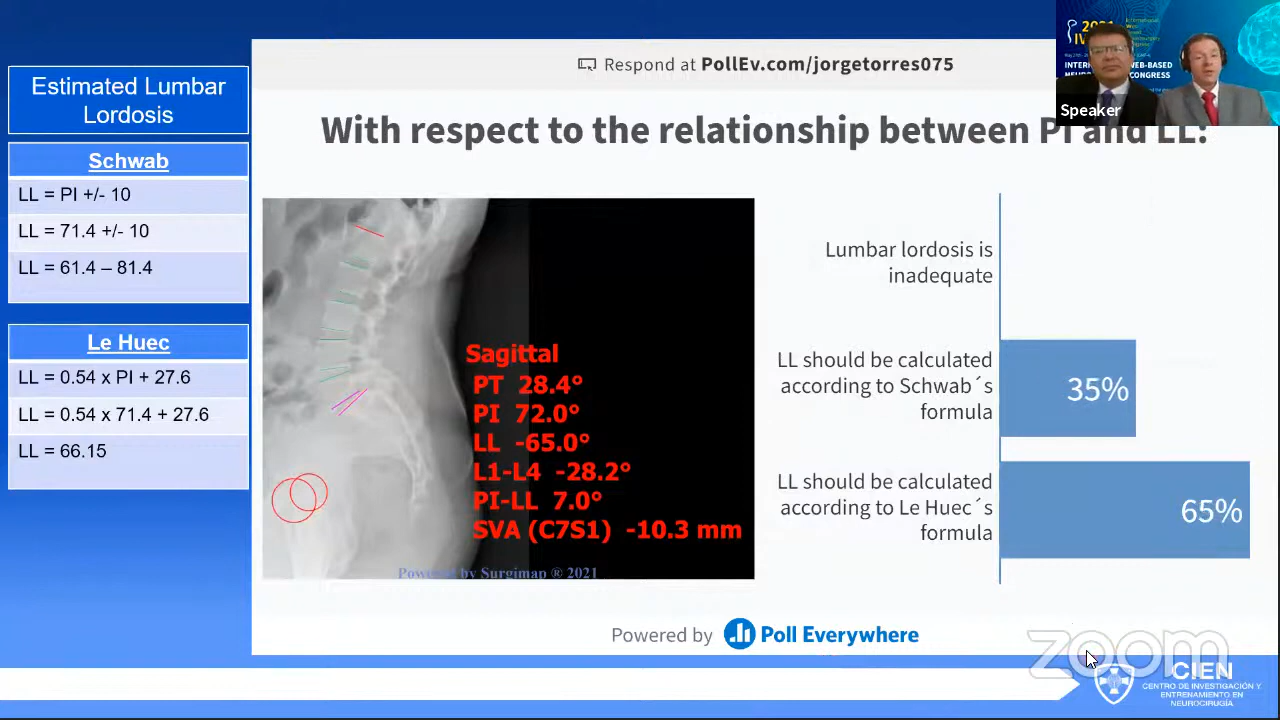 Estimated Lumbar
Lordosis
Schwab
LL = PI +/- 10
LL = 71.4 +/- 10
LL = 61.4 – 81.4
Le Huec
LL = 0.54 x PI + 27.6
LL = 0.54 x 71.4 + 27.6
LL = 66.15
Respond at PollEv.com/jorgetorres075
With respect to the relationship between PI and LL:
Sagittal
PT 28.4°
PI 72.0°
LL -65.0°
L1-L4 -28.2°
PI-LL 7.0°
SVA (C7S1) -10.3 mm
Powered by Surgimap ® 2021
Lumbar lordosis is
inadequate
LL should be calculated
according to Schwab´s
formula
35%
LL should be calculated
according to Le Huec´s
formula
65%
Powered by Poll Everywhere
2021
Speaker
zoom
CIEN
CENTRO DE INVESTIGACIÓN Y
ENTRENAMIENTO EN
NEUROCIRUGÍA